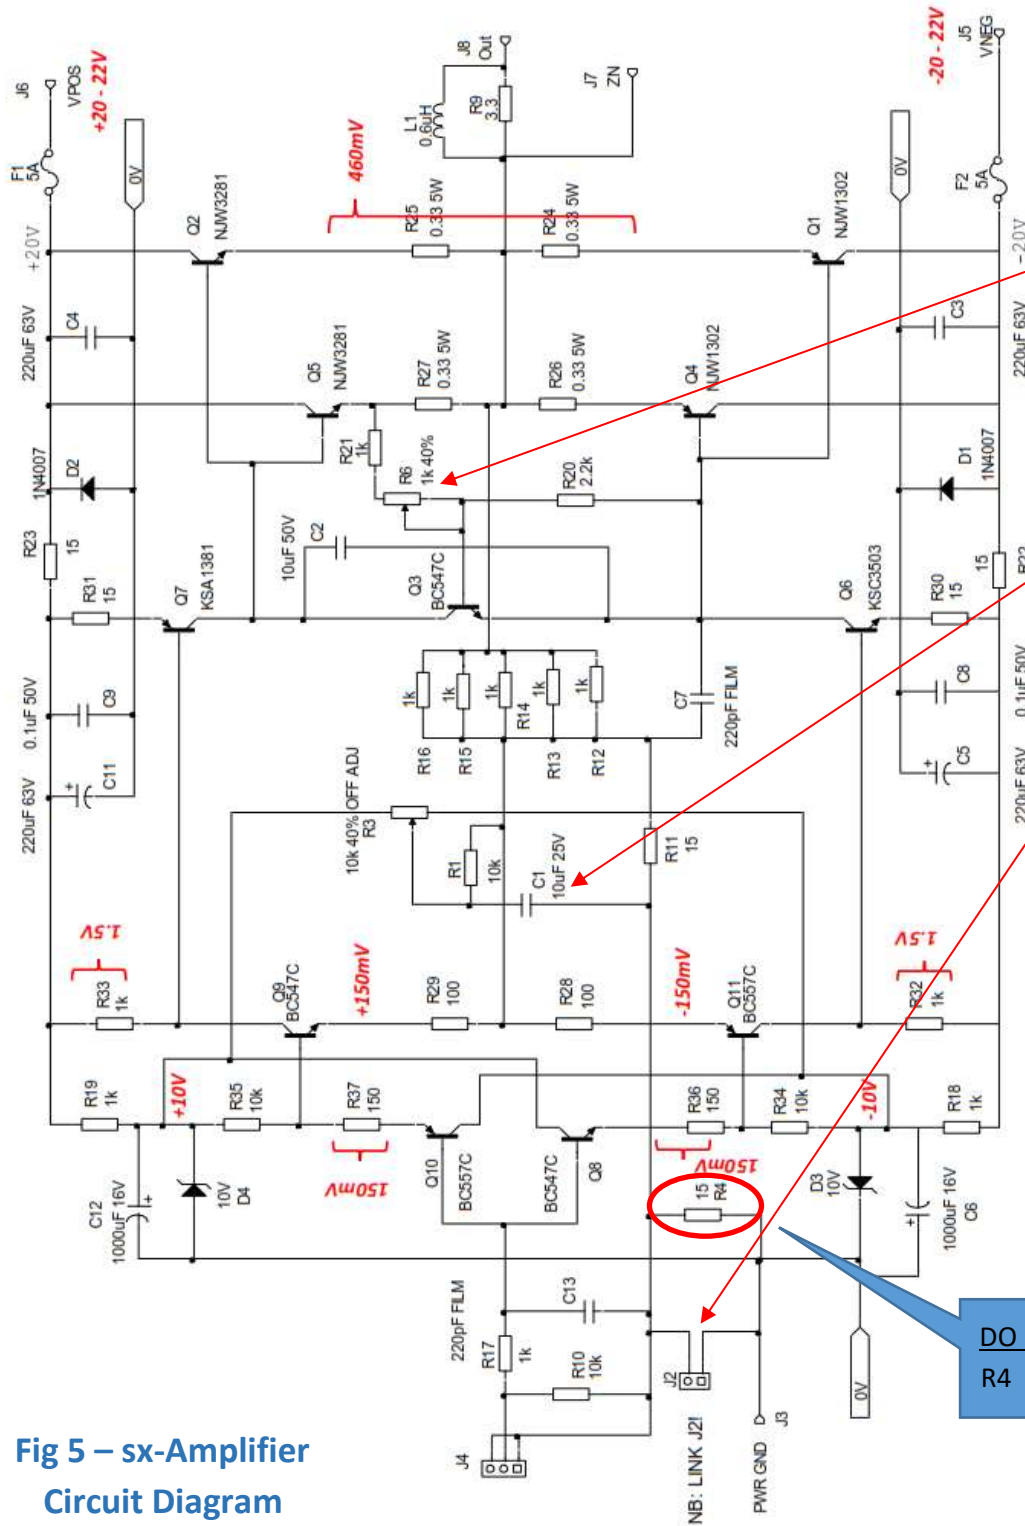 J6
VPOS
+20 - 22V
F1
5A
0V
+20V
220uF 63V
C4
Q2
NJW3281
460mV
R25
0.33 5W
R24
0.33 5W
Q1
NJW1302
L1
0.6uH
R9
3.3
J8
Out
J7
ZN
-20 - 22V
J5
VNEG
F2
5A
0V
-20V
C3
220uF 63V
1N4007
D2
Q5
NJW3281
R27
0.33 5W
R26
0.33 5W
Q4
NJW1302
R21
1k
R6
1k 40%
R20
2.2k
D1
1N4007
R23
15
R31
15
Q7
KSA1381
10uF 50V
C2
Q3
BC547C
Q6
KSC3503
R30
15
15
R22
0.1uF 50V
C9
220uF 63V
C11
1k
R16
1k
R15
1k
R14
1k
R13
1k
R12
C7
220pF FILM
C8
0.1uF 50V
C5
220uF 63V
10k 40% OFF ADJ
R3
R1
10k
C1
10uF 25V
R11
15
1.5V
R33
1k
Q9
BC547C
+150mV
R29
100
R28
100
-150mV
Q11
BC557C
R32
1k
1.5V
R19
1k
+10V
R35
10k
R37
150
150mV
Q10
BC557C
BC547C
Q8
R36
150
150mV
R34
10k
-10V
R18
1k
C12
1000uF 16V
10V
D4
15
R4
D3
10V
1000uF 16V
C6
220pF FILM
C13
R17
1k
R10
10k
J4
J2
NB: LINK J2!
PWR GND
J3
0V
DO
R4
Fig 5 – sx-Amplifier
Circuit Diagram